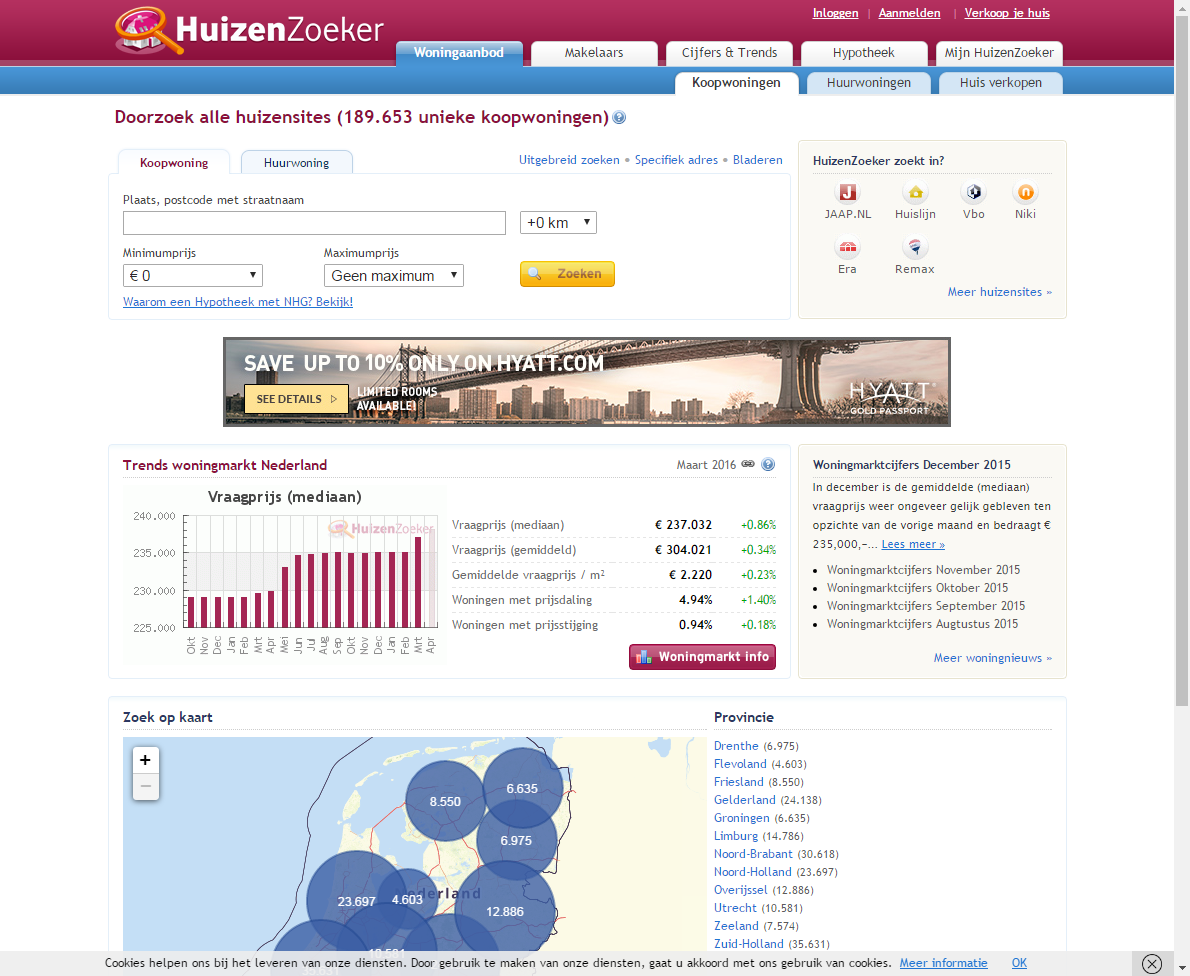 Inloggen | Aanmelden | Verkoop je huis
HuizenZoeker
Woningaanbod Makelaars Cijfers & Trends Hypotheek Mijn HuizenZoeker
Koopwoningen Huurwoningen Huis verkopen
Doorzoek alle huizensites (189.653 unieke koopwoningen) ?
Koopwoning Huurwoning
Uitgebreid zoeken • Specifiek adres • Bladeren
Plaats, postcode met straatnaam
+0 km
Minimumprijs Maximumprijs
€ 0 Geen maximum Zoeken
Waarom een Hypotheek met NHG? Bekijk!
HuizenZoeker zoekt in?
JAAP.NL Huislijn Vbo Niki
Era Remax
Meer huizensites »
SAVE UP TO 10% ONLY ON HYATT.COM
SEE DETAILS
LIMITED ROOMS
AVAILABLE!
HYATT
GOLD PASSPORT
Trends woningmarkt Nederland
Maart 2016 ?
Vraagprijs (mediaan)
HuizenZoeker
240.000
235.000
230.000
225.000
Okt Nov Dec Jan Feb Mrt Apr Mei Jun Jul Aug Sep Okt Nov Dec Jan Feb Mrt Apr
Vraagprijs (mediaan) € 237.032 +0.86%
Vraagprijs (gemiddeld) € 304.021 +0.34%
Gemiddelde vraagprijs / m² € 2.220 +0.23%
Woningen met prijsdaling 4.94% +1.40%
Woningen met prijsstijging 0.94% +0.18%
Woningmarkt info
Woningmarktcijfers December 2015
In december is de gemiddelde (mediaan)
vraagprijs weer ongeveer gelijk gebleven ten
opzichte van de vorige maand en bedraagt €
235,000,-... Lees meer »
• Woningmarktcijfers November 2015
• Woningmarktcijfers Oktober 2015
• Woningmarktcijfers September 2015
• Woningmarktcijfers Augtustus 2015
Meer woningnieuws »
Zoek op kaart
+
−
8.550
6.635
6.975
23.697
4.603
12.886
10.581
Provincie
Drenthe (6.975)
Flevoland (4.603)
Friesland (8.550)
Gelderland (24.138)
Groningen (6.635)
Limburg (14.786)
Noord-Brabant (30.618)
Noord-Holland (23.697)
Overijssel (12.886)
Utrecht (10.581)
Zeeland (7.574)
Zuid-Holland (35.631)
Cookies helpen ons bij het leveren van onze diensten. Door gebruik te maken van onze diensten, gaat u akkoord met ons gebruik van cookies. Meer informatie OK